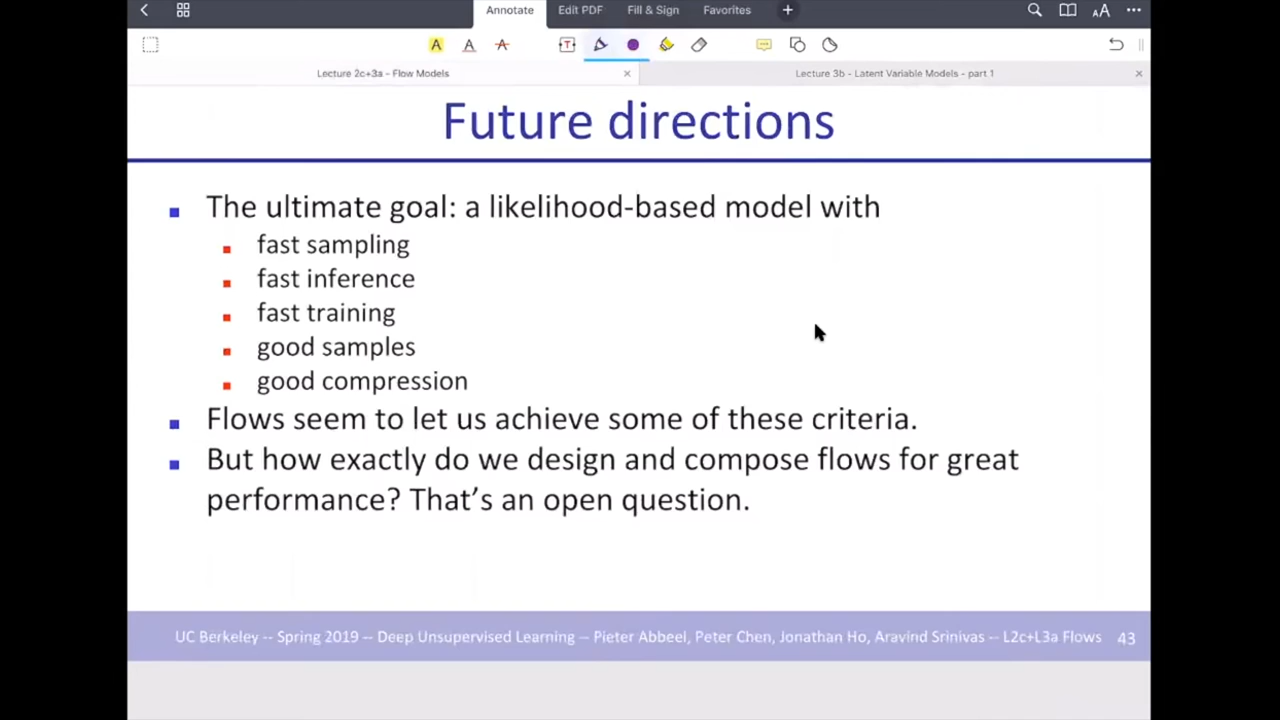 Annotate Edit PDF Fill & Sign Favorites
Lecture 2c+3a - Flow Models
Lecture 3b - Latent Variable Models - part 1
Future directions
The ultimate goal: a likelihood-based model with
fast sampling
fast inference
fast training
good samples
good compression
Flows seem to let us achieve some of these criteria.
But how exactly do we design and compose flows for great
performance? That's an open question.
UC Berkeley -- Spring 2019 -- Deep Unsupervised Learning -- Pieter Abbeel, Peter Chen, Jonathan Ho, Aravind Srinivas -- L2c+L3a Flows 43